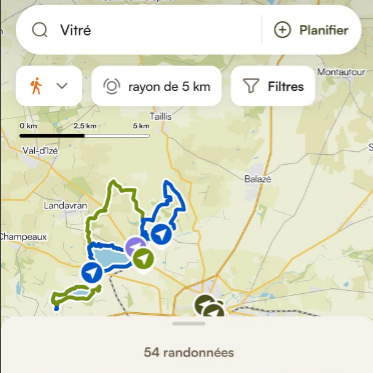 Vitré
Planifier
rayon de 5 km
Filtres
Montautour
Taillis
0 km
2,5 km
5 km
Val-d'Izé
Balazé
Landavran
Champeaux
54 randonnées